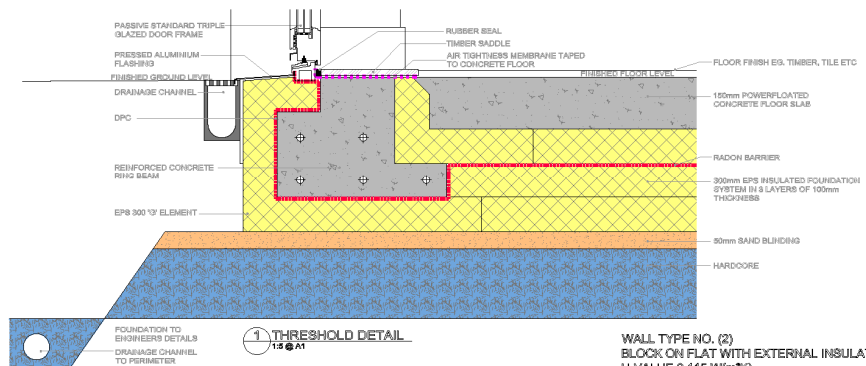 PASSIVE STANDARD TRIPLE
GLAZED DOOR FRAME
PRESSED ALUMINIUM
FLASHING
FINISHED GROUND LEVEL
DRAINAGE CHANNEL
DPC
REINFORCED CONCRETE
RING BEAM
EPS 300 'G' ELEMENT
FOUNDATION TO
ENGINEERS DETAILS
DRAINAGE CHANNEL
TO PERIMETER
RUBBER SEAL
TIMBER SADDLE
AIR TIGHTNESS MEMBRANE TAPED
TO CONCRETE FLOOR
FLOOR FINISH EG. TIMBER, TILE ETC
FINISHED FLOOR LEVEL
150mm POWERFLOATED
CONCRETE FLOOR SLAB
RADON BARRIER
300mm EPS INSULATED FOUNDATION
SYSTEM IN 3 LAYERS OF 100mm
THICKNESS
50mm SAND BLINDING
HARDCORE
1 THRESHOLD DETAIL
1:5 @ A1
WALL TYPE NO. (2)
BLOCK ON FLAT WITH EXTERNAL INSULA